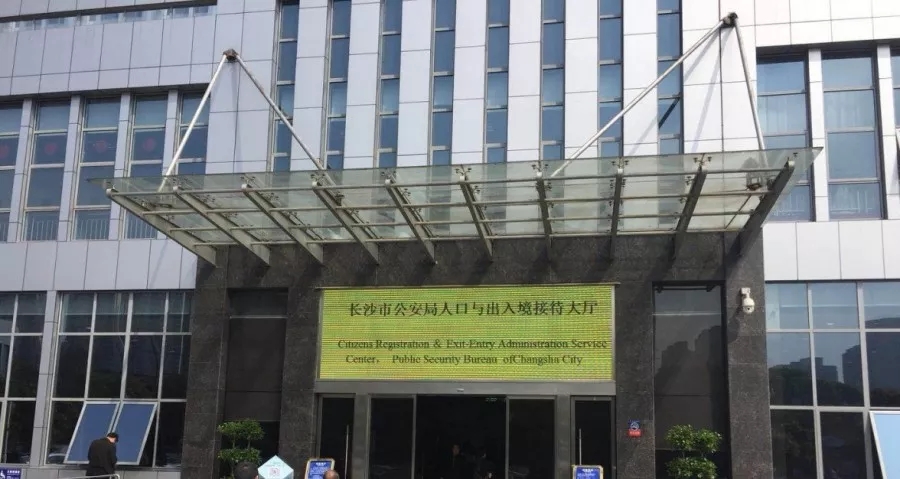 长沙市公安局人口与出入境接待大厅
Citizens Registration & Exit-Entry Administration Service
Center， Public Security Bureau ofChangsha City